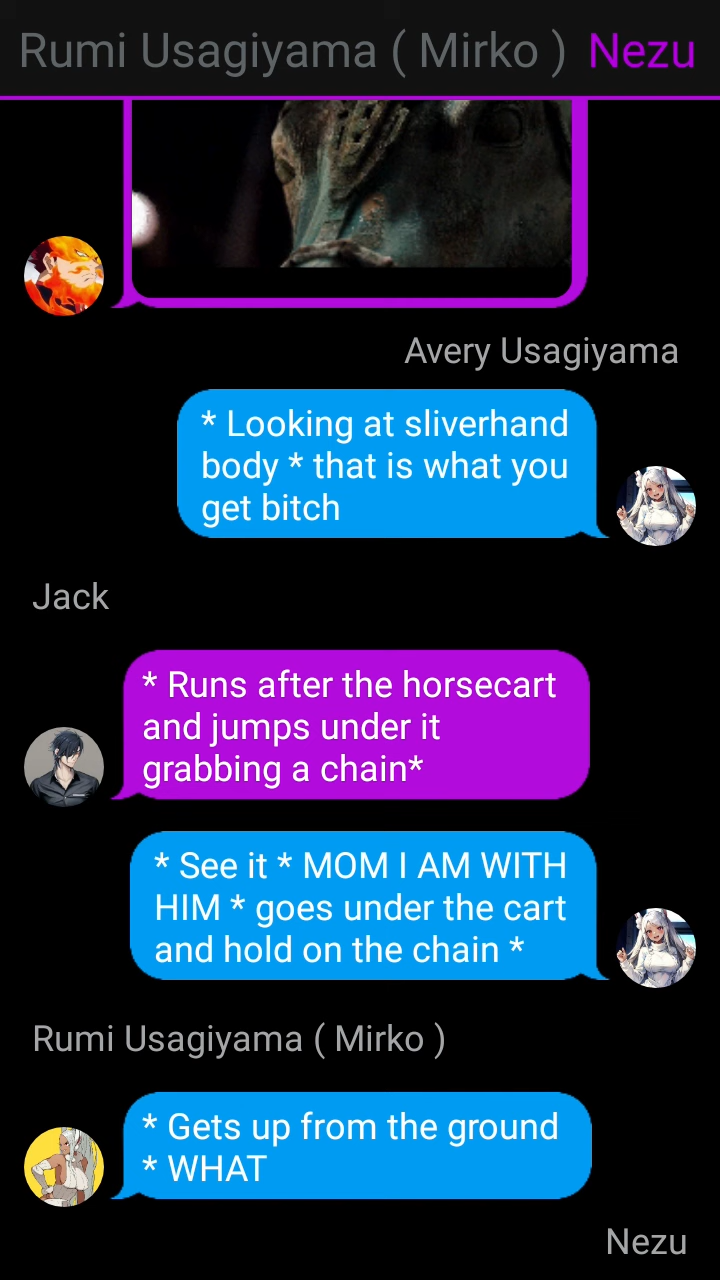 Rumi Usagiyama ( Mirko ) Nezu
Avery Usagiyama
* Looking at sliverhand
body * that is what you
get bitch
Jack
* Runs after the horsecart
and jumps under it
grabbing a chain*
* See it * MOM I AM WITH
HIM * goes under the cart
and hold on the chain *
Rumi Usagiyama ( Mirko )
* Gets up from the ground
* WHAT
Nezu